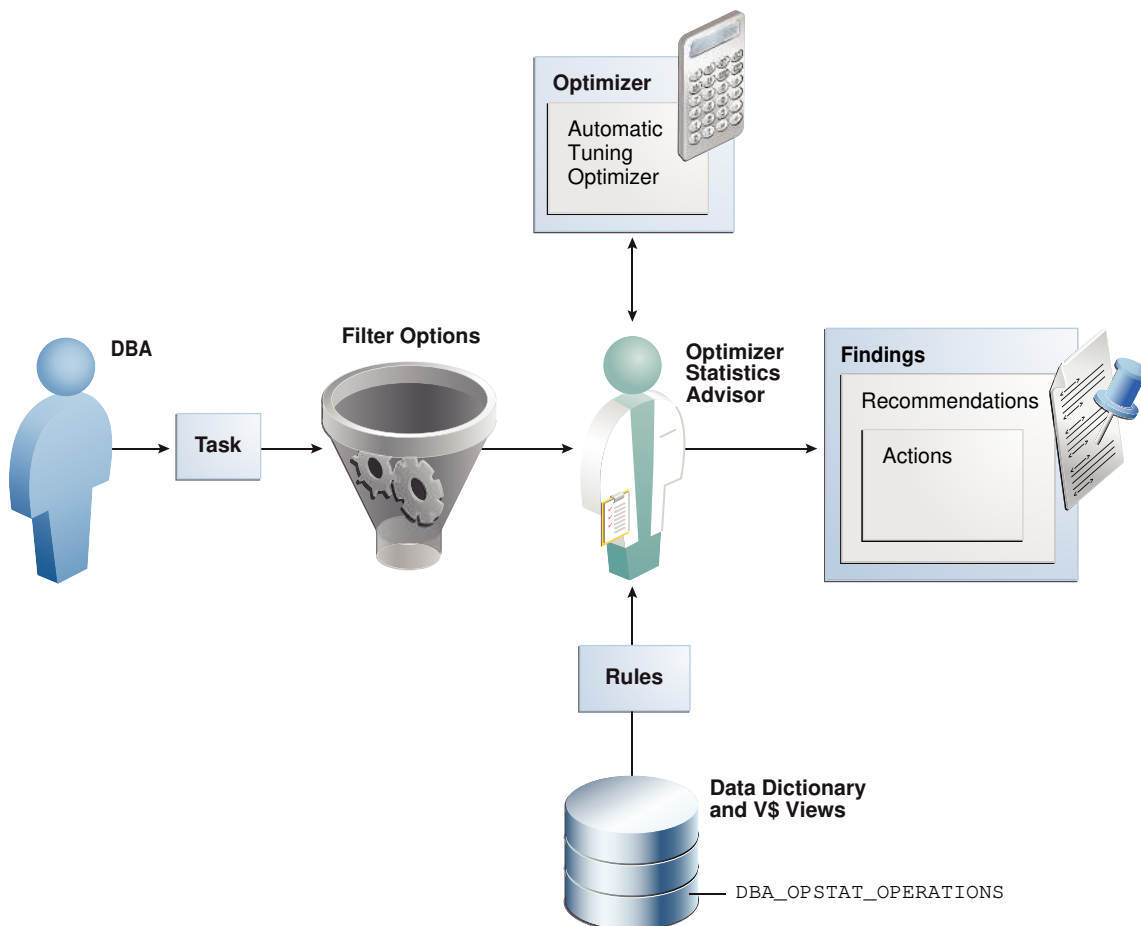 Optimizer
Automatic
Tuning
Optimizer
DBA
Task
Filter Options
Optimizer
Statistics
Advisor
Findings
Recommendations
Actions
Rules
Data Dictionary
and V$ Views
DBA_OPSTAT_OPERATIONS